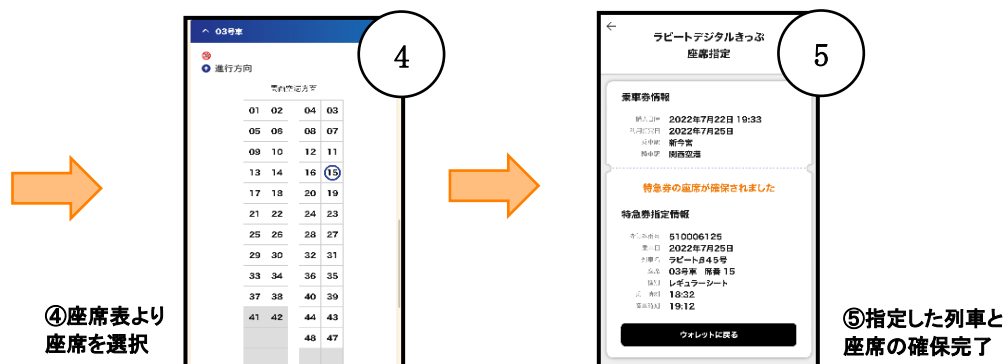 03号車
進行方向
01 02 04 03
05 06 08 07
09 10 12 11
13 14 16 15
17 18 20 19
21 22 24 23
25 26 28 27
29 30 32 31
33 34 36 35
37 38 40 39
41 42 44 43
48 47
4
④座席表より
座席を選択
ラピートデジタルきっぷ
座席指定
5
乗車券情報
2022年7月22日 19:33
2022年7月25日
新今宮
関西空港
特急券の座席が確保されました
特急券指定情報
510006125
2022年7月25日
ラピートβ45号
03号車 席番 15
レギュラーシート
18:32
19:12
ウォレットに戻る
⑤指定した列車と
座席の確保完了